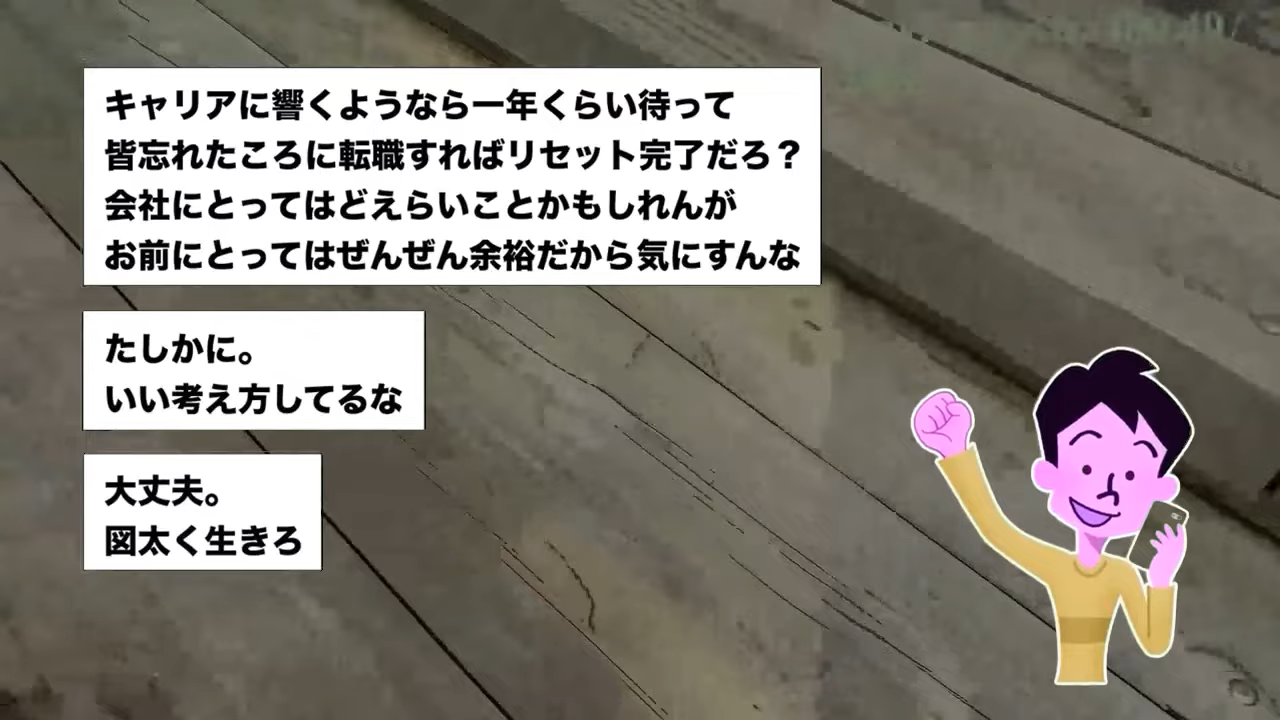 キャリアに響くようなら一年くらい待って
皆忘れたころに転職すればリセット完了だろ？
会社にとってはどえらいことかもしれんが
お前にとってはぜんぜん余裕だから気にすんな
たしかに。
いい考え方してるな
大丈夫。
図太く生きろ